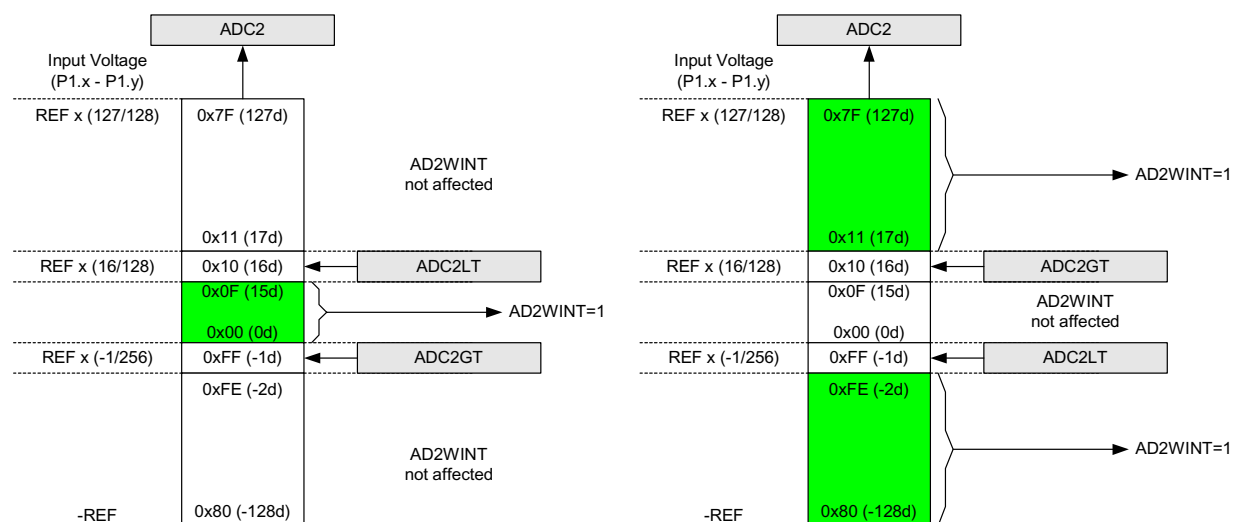 ADC2
Input Voltage
(P1.x - P1.y)
REF x (127/128)
0x7F (127d)
AD2WINT
not affected
0x11 (17d)
REF x (16/128)
0x10 (16d)
ADC2LT
0x0F (15d)
AD2WINT=1
0x00 (0d)
REF x (-1/256)
0xFF (-1d)
ADC2GT
0xFE (-2d)
AD2WINT
not affected
-REF
0x80 (-128d)
ADC2
Input Voltage
(P1.x - P1.y)
REF x (127/128)
0x7F (127d)
AD2WINT=1
0x11 (17d)
REF x (16/128)
0x10 (16d)
ADC2GT
0x0F (15d)
AD2WINT
not affected
0x00 (0d)
REF x (-1/256)
0xFF (-1d)
ADC2LT
0xFE (-2d)
AD2WINT=1
-REF
0x80 (-128d)